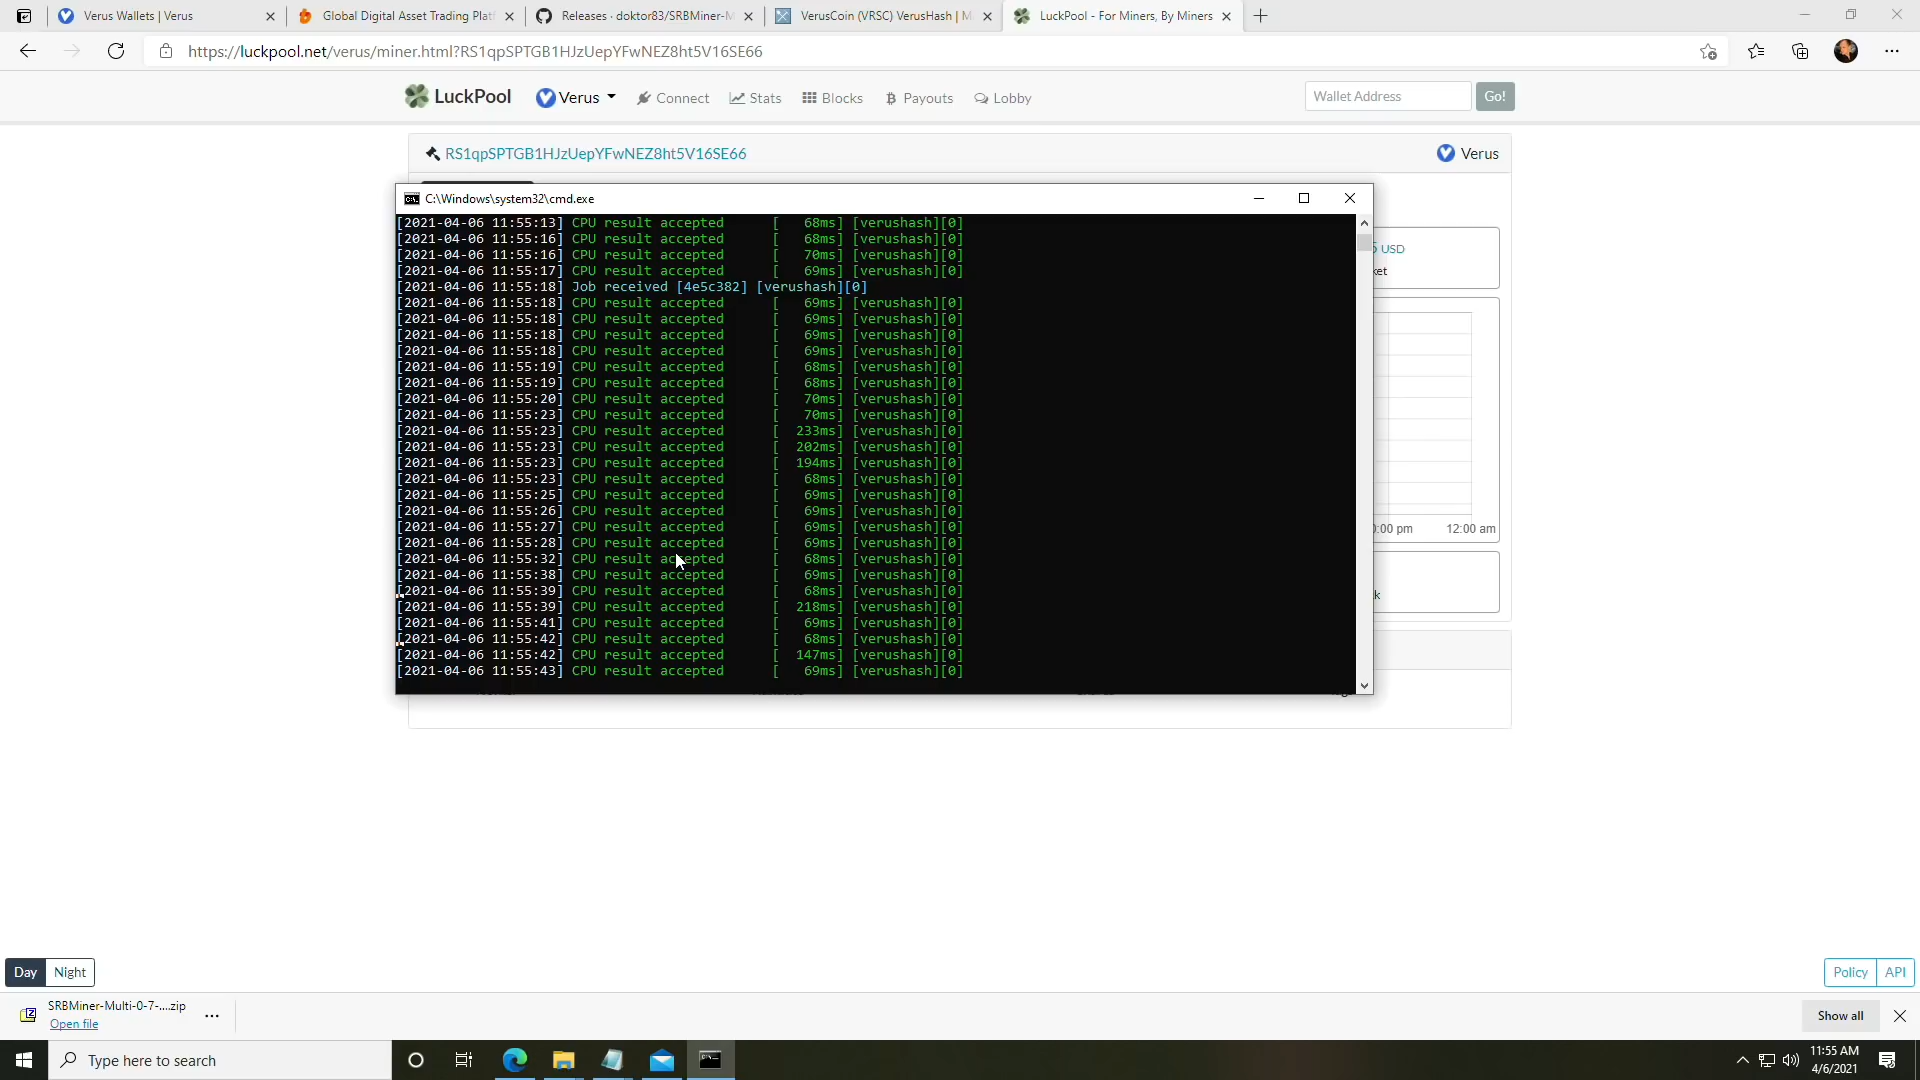 Verus Wallets | Verus
Global Digital Asset Trading Plat
Releases · doktor83/SRBMiner-M
VerusCoin (VRSC) VerusHash | M
LuckPool - For Miners, By Miners
https://luckpool.net/verus/miner.html?RS1qpSPTGB1HJzUepYFwNEZ8ht5V16SE66
LuckPool
Verus
Connect
Stats
Blocks
Payouts
Lobby
Wallet Address
Go!
RS1qpSPTGB1HJzUepYFwNEZ8ht5V16SE66
Verus
C:\Windows\system32\cmd.exe
[2021-04-06 11:55:13] CPU result accepted [ 68ms] [verushash][0]
[2021-04-06 11:55:16] CPU result accepted [ 68ms] [verushash][0]
[2021-04-06 11:55:16] CPU result accepted [ 70ms] [verushash][0]
[2021-04-06 11:55:17] CPU result accepted [ 69ms] [verushash][0]
[2021-04-06 11:55:18] Job received [4e5c382] [verushash][0]
[2021-04-06 11:55:18] CPU result accepted [ 69ms] [verushash][0]
[2021-04-06 11:55:18] CPU result accepted [ 69ms] [verushash][0]
[2021-04-06 11:55:18] CPU result accepted [ 69ms] [verushash][0]
[2021-04-06 11:55:18] CPU result accepted [ 69ms] [verushash][0]
[2021-04-06 11:55:19] CPU result accepted [ 68ms] [verushash][0]
[2021-04-06 11:55:19] CPU result accepted [ 68ms] [verushash][0]
[2021-04-06 11:55:20] CPU result accepted [ 70ms] [verushash][0]
[2021-04-06 11:55:23] CPU result accepted [ 70ms] [verushash][0]
[2021-04-06 11:55:23] CPU result accepted [ 233ms] [verushash][0]
[2021-04-06 11:55:23] CPU result accepted [ 202ms] [verushash][0]
[2021-04-06 11:55:23] CPU result accepted [ 194ms] [verushash][0]
[2021-04-06 11:55:23] CPU result accepted [ 68ms] [verushash][0]
[2021-04-06 11:55:25] CPU result accepted [ 69ms] [verushash][0]
[2021-04-06 11:55:26] CPU result accepted [ 69ms] [verushash][0]
[2021-04-06 11:55:27] CPU result accepted [ 69ms] [verushash][0]
[2021-04-06 11:55:28] CPU result accepted [ 69ms] [verushash][0]
[2021-04-06 11:55:32] CPU result accepted [ 68ms] [verushash][0]
[2021-04-06 11:55:38] CPU result accepted [ 69ms] [verushash][0]
[2021-04-06 11:55:39] CPU result accepted [ 68ms] [verushash][0]
[2021-04-06 11:55:39] CPU result accepted [ 218ms] [verushash][0]
[2021-04-06 11:55:41] CPU result accepted [ 69ms] [verushash][0]
[2021-04-06 11:55:42] CPU result accepted [ 68ms] [verushash][0]
[2021-04-06 11:55:42] CPU result accepted [ 147ms] [verushash][0]
[2021-04-06 11:55:43] CPU result accepted [ 69ms] [verushash][0]
USD
ket
:00 pm
12:00 am
k
Day
Night
Policy
API
SRBMiner-Multi-0-7-....zip
Open file
Show all
Type here to search
11:55 AM
4/6/2021